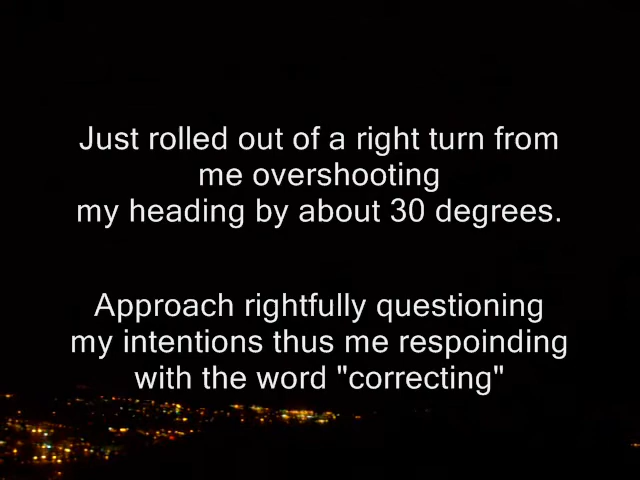 Just rolled out of a right turn from
me overshooting
my heading by about 30 degrees.
Approach rightfully questioning
my intentions thus me respoinding
with the word "correcting"